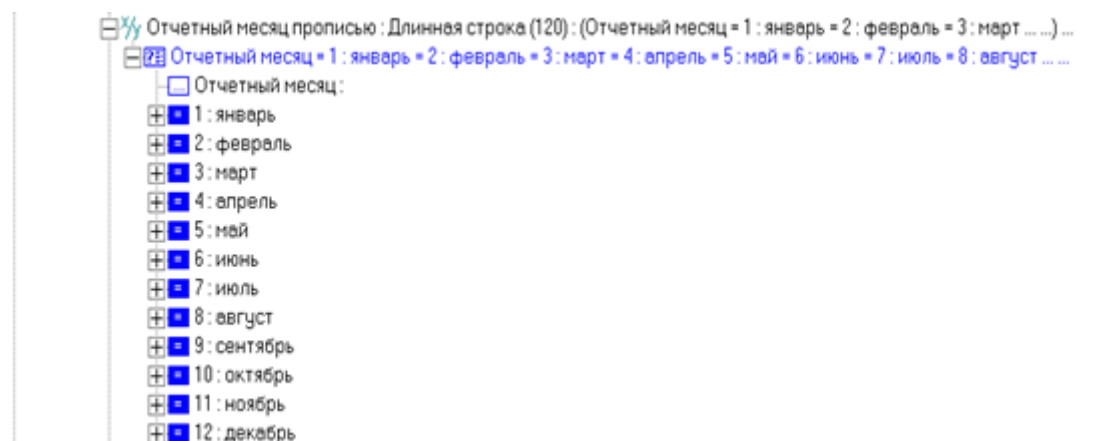 Отчетный месяц прописью : Длинная строка (120) : (Отчетный месяц = 1 : январь = 2 : февраль = 3 : март ... ...) ...
Отчетный месяц = 1 : январь = 2 : февраль = 3 : март = 4 : апрель = 5 : май = 6 : июнь = 7 : июль = 8 : август ... ...
Отчетный месяц :
1 : январь
2 : февраль
3 : март
4 : апрель
5 : май
6 : июнь
7 : июль
8 : август
9 : сентябрь
10 : октябрь
11 : ноябрь
12 : декабрь